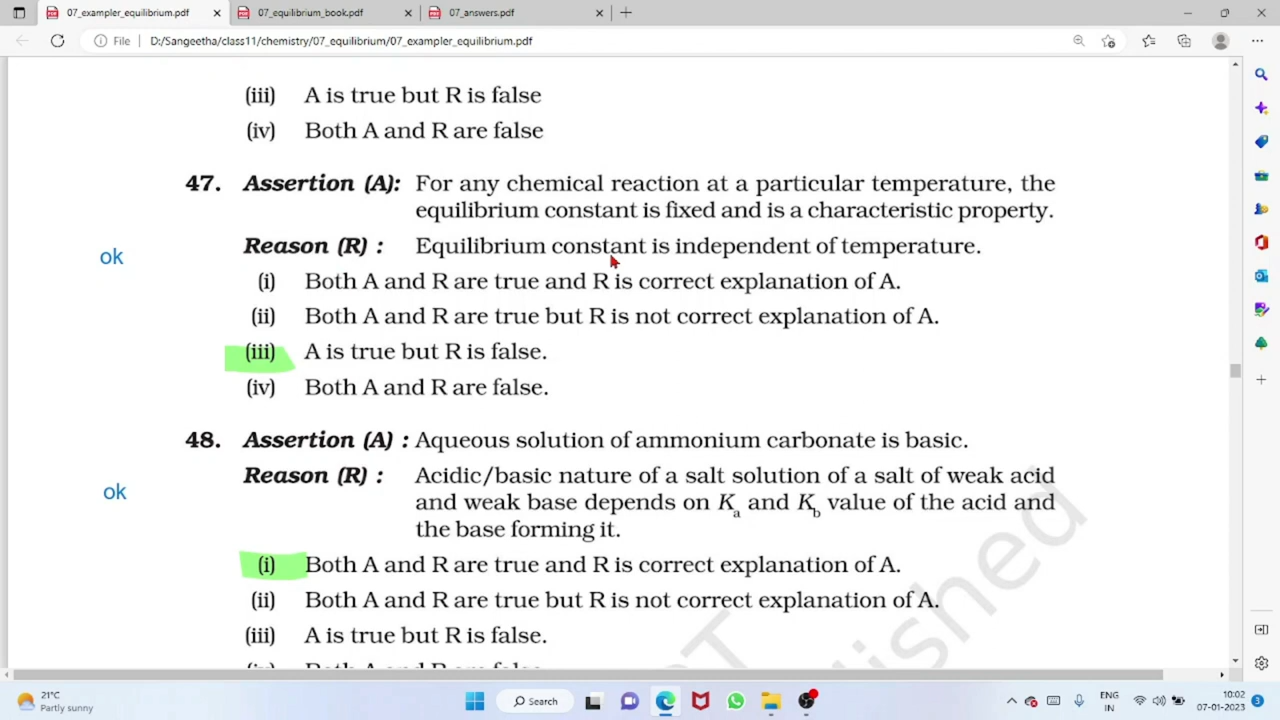 07_exampler_equilibrium.pdf
07_equilibrium_book.pdf
07_answers.pdf
File
D:/Sangeetha/class11/chemistry/07_equilibrium/07_exampler_equilibrium.pdf
(iii) A is true but R is false
(iv) Both A and R are false
47. Assertion (A): For any chemical reaction at a particular temperature, the
equilibrium constant is fixed and is a characteristic property.
ok
Reason (R) : Equilibrium constant is independent of temperature.
(i) Both A and R are true and R is correct explanation of A.
(ii) Both A and R are true but R is not correct explanation of A.
(iii) A is true but R is false.
(iv) Both A and R are false.
48. Assertion (A) : Aqueous solution of ammonium carbonate is basic.
ok
Reason (R) : Acidic/basic nature of a salt solution of a salt of weak acid
and weak base depends on Ka and Kb value of the acid and
the base forming it.
(i) Both A and R are true and R is correct explanation of A.
(ii) Both A and R are true but R is not correct explanation of A.
(iii) A is true but R is false.
(iv) Both A and R are false.
21°C
Partly sunny
Search
ENG
IN
10:02
07-01-2023
3